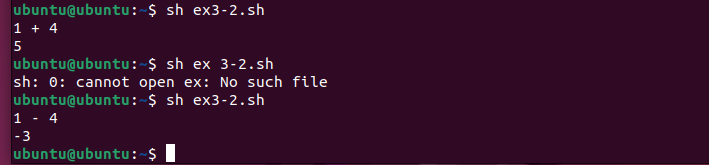 ubuntu@ubuntu:~$ sh ex3-2.sh
1 + 4
5
ubuntu@ubuntu:~$ sh ex 3-2.sh
sh: 0: cannot open ex: No such file
ubuntu@ubuntu:~$ sh ex3-2.sh
1 - 4
-3
ubuntu@ubuntu:~$